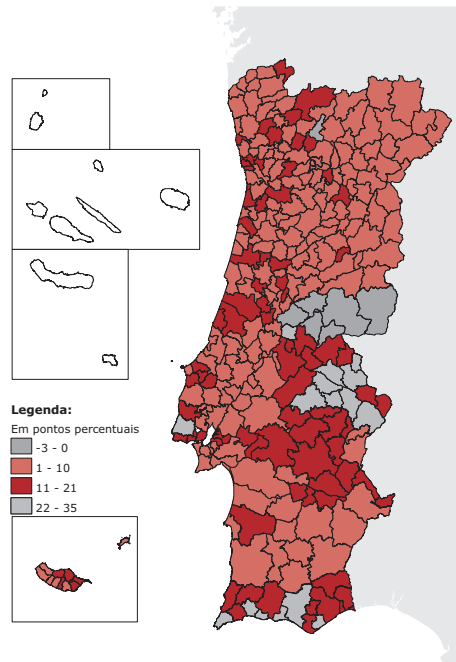 Legenda:
Em pontos percentuais
-3 - 0
1 - 10
11 - 21
22 - 35